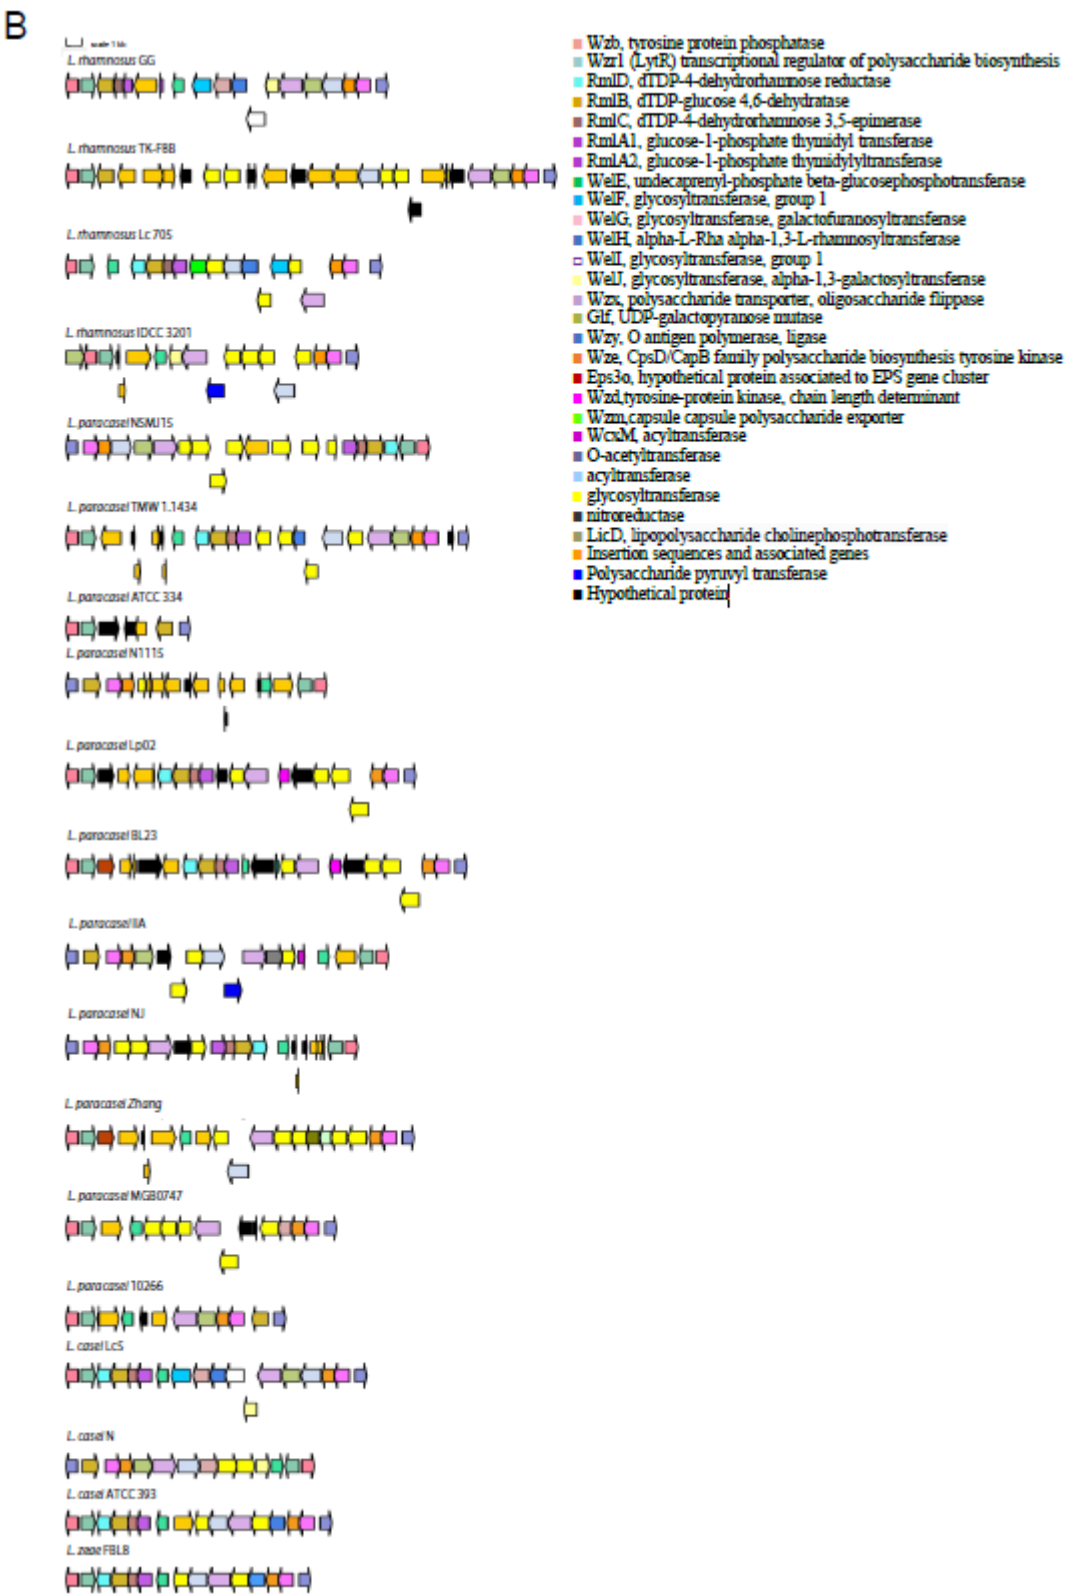 B
scale 1 kb
L. rhamnosus GG
L. rhamnosus TK-F8B
L. rhamnosus Lc 705
L. rhamnosus IDCC 3201
L. paracasei NSMJ15
L. paracasei TMW 1.1434
L. paracasei ATCC 334
L. paracasei N1115
L. paracasei Lp02
L. paracasei BL23
L. paracasei IIA
L. paracasei NJ
L. paracasei Zhang
L. paracasei MGB0747
L. paracasei 10266
L. casei LcS
L. casei N
L. casei ATCC 393
L. zeae FBL8
Wzb, tyrosine protein phosphatase
Wzr1 (LytR) transcriptional regulator of polysaccharide biosynthesis
RmlD, dTDP-4-dehydrorhamnose reductase
RmlB, dTDP-glucose 4,6-dehydratase
RmlC, dTDP-4-dehydrorhamnose 3,5-epimerase
RmlA1, glucose-1-phosphate thymidyl transferase
RmlA2, glucose-1-phosphate thymidylyltransferase
WelE, undecaprenyl-phosphate beta-glucosephosphotransferase
WelF, glycosyltransferase, group 1
WelG, glycosyltransferase, galactofuranosyltransferase
WelH, alpha-L-Rha alpha-1,3-L-rhamnosyltransferase
WelI, glycosyltransferase, group 1
WelJ, glycosyltransferase, alpha-1,3-galactosyltransferase
Wzx, polysaccharide transporter, oligosaccharide flippase
Glf, UDP-galactopyranose mutase
Wzy, O antigen polymerase, ligase
Wze, CpsD/CapB family polysaccharide biosynthesis tyrosine kinase
Eps3o, hypothetical protein associated to EPS gene cluster
Wzd,tyrosine-protein kinase, chain length determinant
Wzm,capsule capsule polysaccharide exporter
WcxM, acyltransferase
O-acetyltransferase
acyltransferase
glycosyltransferase
nitroreductase
LicD, lipopolysaccharide cholinephosphotransferase
Insertion sequences and associated genes
Polysaccharide pyruvyl transferase
Hypothetical protein